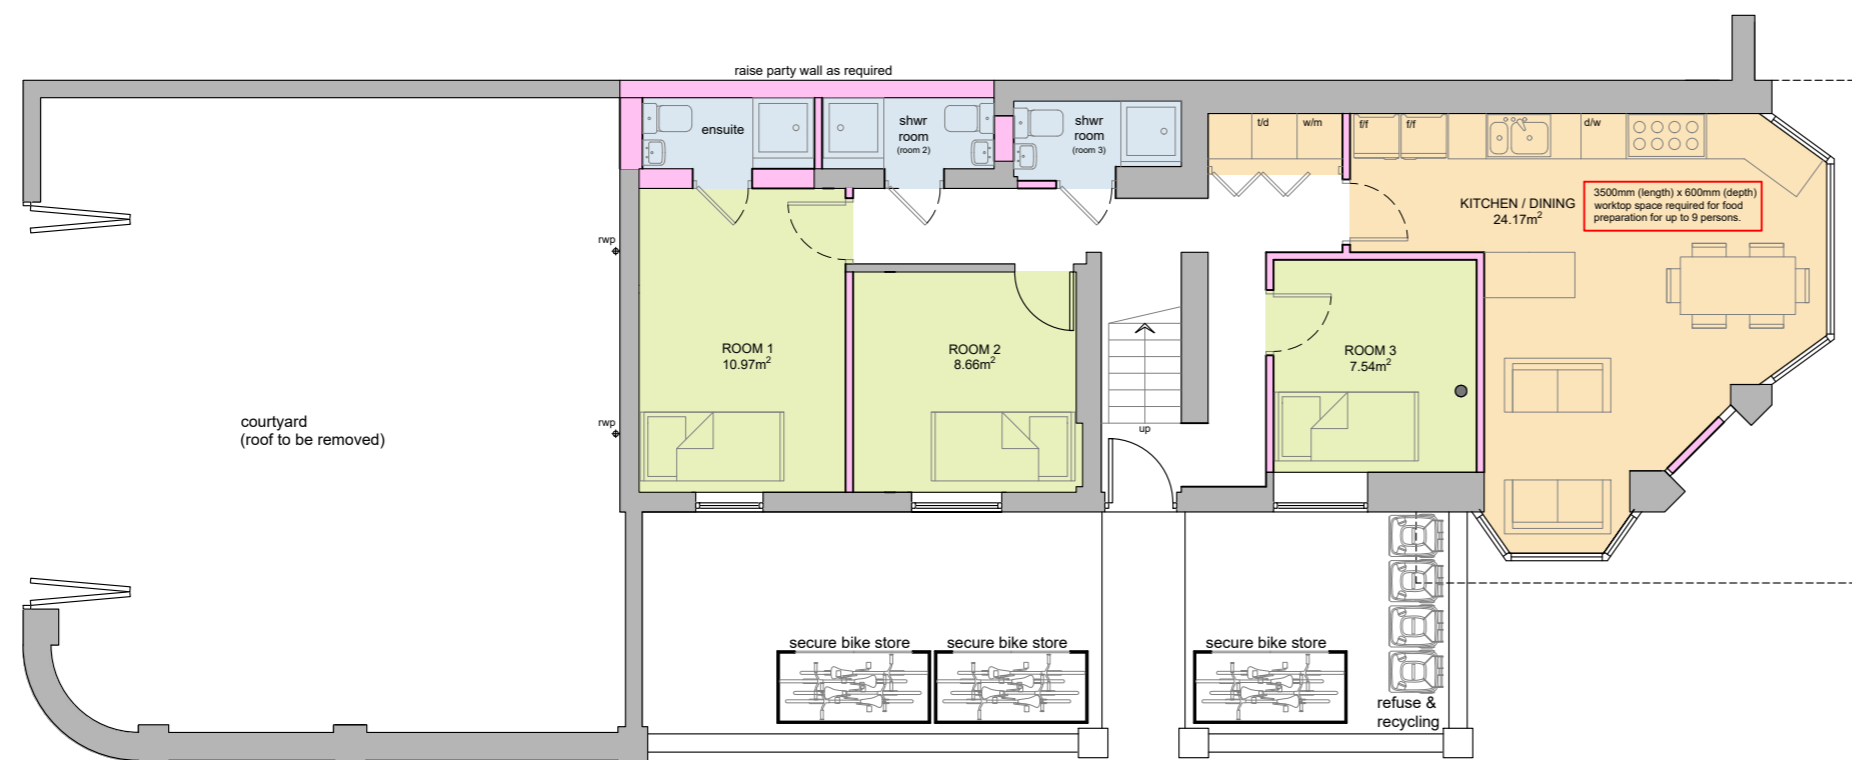 raise party wall as required
ensuite
shwr
room
(room 2)
shwr
room
(room 3)
t/d
w/m
f/f
f/f
d/w
KITCHEN / DINING
24.17m²
3500mm (length) x 600mm (depth)
worktop space required for food
preparation for up to 9 persons.
rwp
ROOM 1
10.97m²
ROOM 2
8.66m²
ROOM 3
7.54m²
courtyard
(roof to be removed)
rwp
up
secure bike store
secure bike store
secure bike store
refuse &
recycling